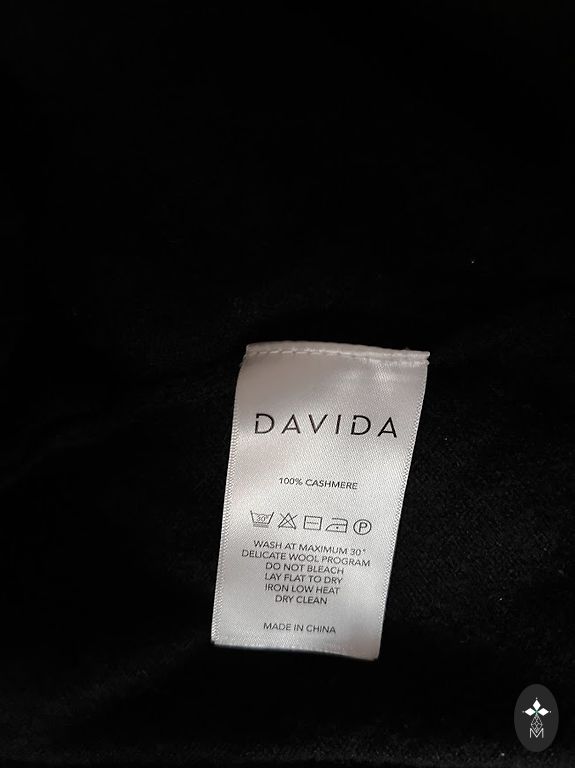 DAVIDA
100% CASHMERE
30°
P
WASH AT MAXIMUM 30°
DELICATE WOOL PROGRAM
DO NOT BLEACH
LAY FLAT TO DRY
IRON LOW HEAT
DRY CLEAN
MADE IN CHINA
M